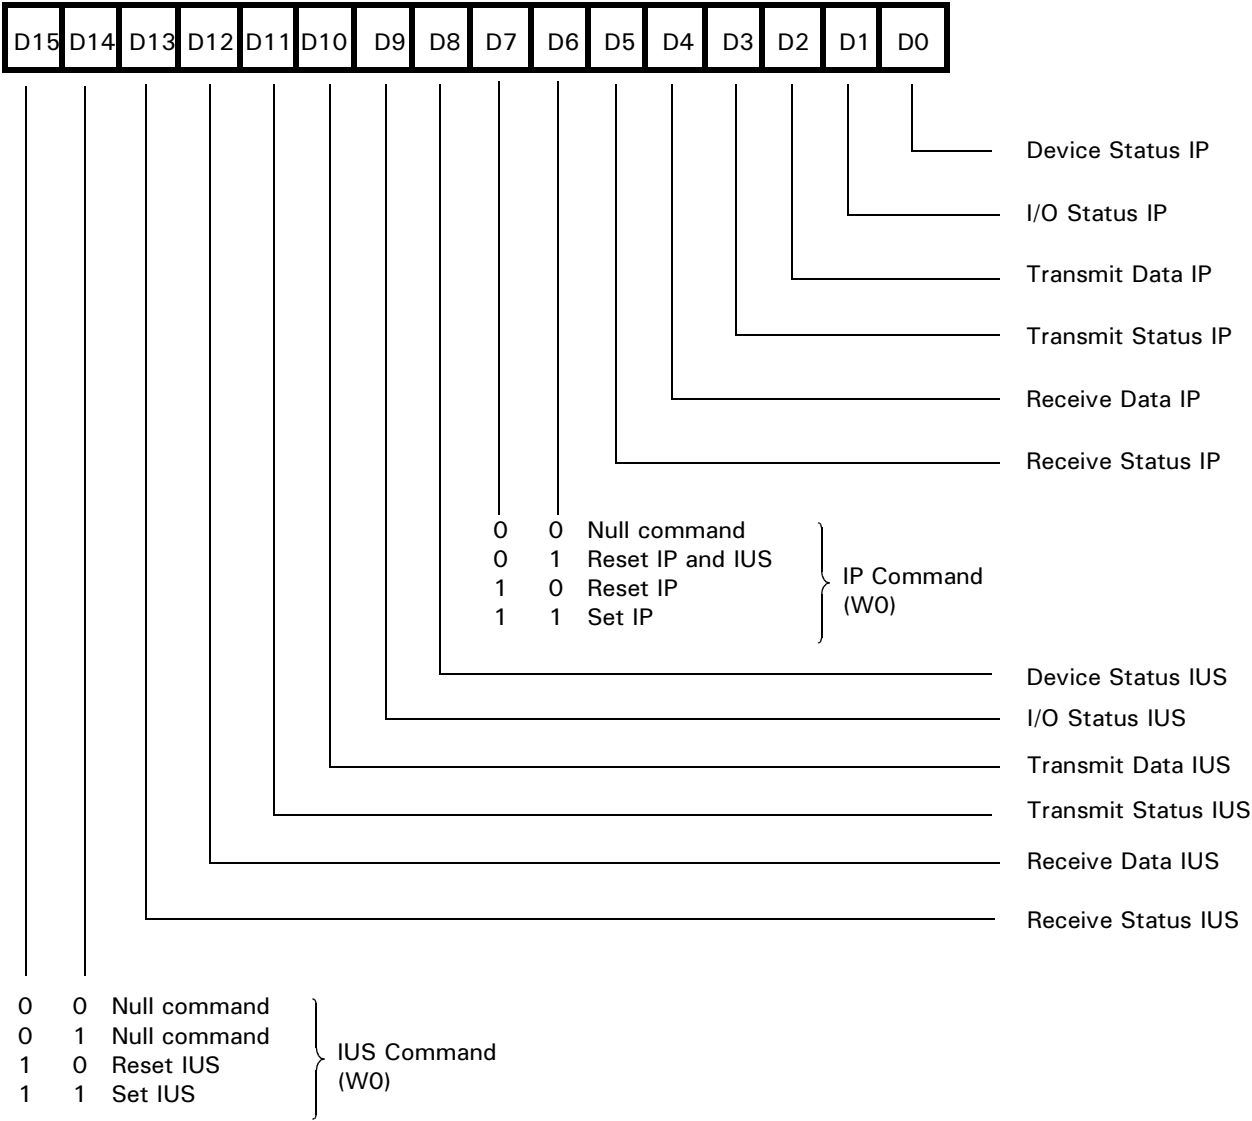 D15 D14 D13 D12 D11 D10 D9 D8 D7 D6 D5 D4 D3 D2 D1 D0
Device Status IP
I/O Status IP
Transmit Data IP
Transmit Status IP
Receive Data IP
Receive Status IP
0 0 Null command
0 1 Reset IP and IUS
1 0 Reset IP
1 1 Set IP
IP Command
(W0)
Device Status IUS
I/O Status IUS
Transmit Data IUS
Transmit Status IUS
Receive Data IUS
Receive Status IUS
0 0 Null command
0 1 Null command
1 0 Reset IUS
1 1 Set IUS
IUS Command
(W0)